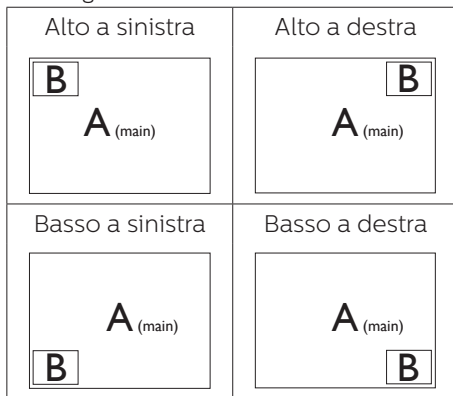 Alto a sinistra
Alto a destra
B
A (main)
B
A (main)
Basso a sinistra
Basso a destra
A (main)
B
A (main)
B